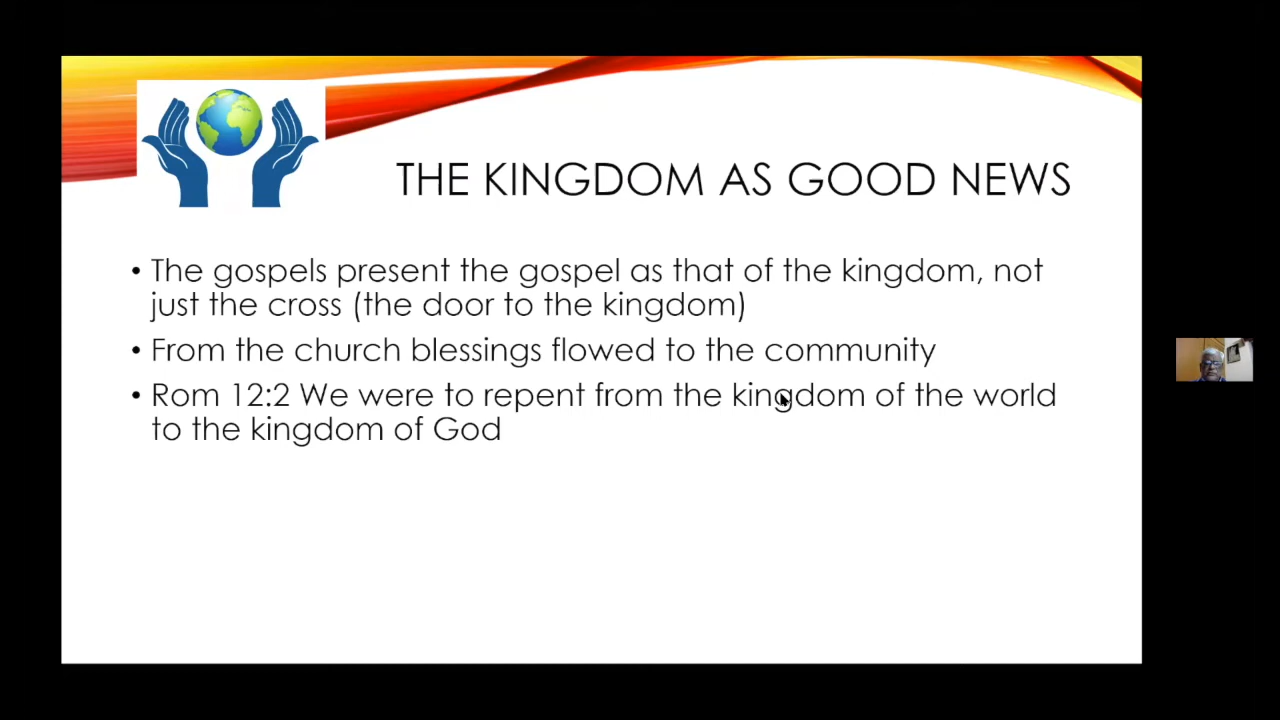 THE KINGDOM AS GOOD NEWS
• The gospels present the gospel as that of the kingdom, not
just the cross (the door to the kingdom)
• From the church blessings flowed to the community
• Rom 12:2 We were to repent from the kingdom of the world
to the kingdom of God